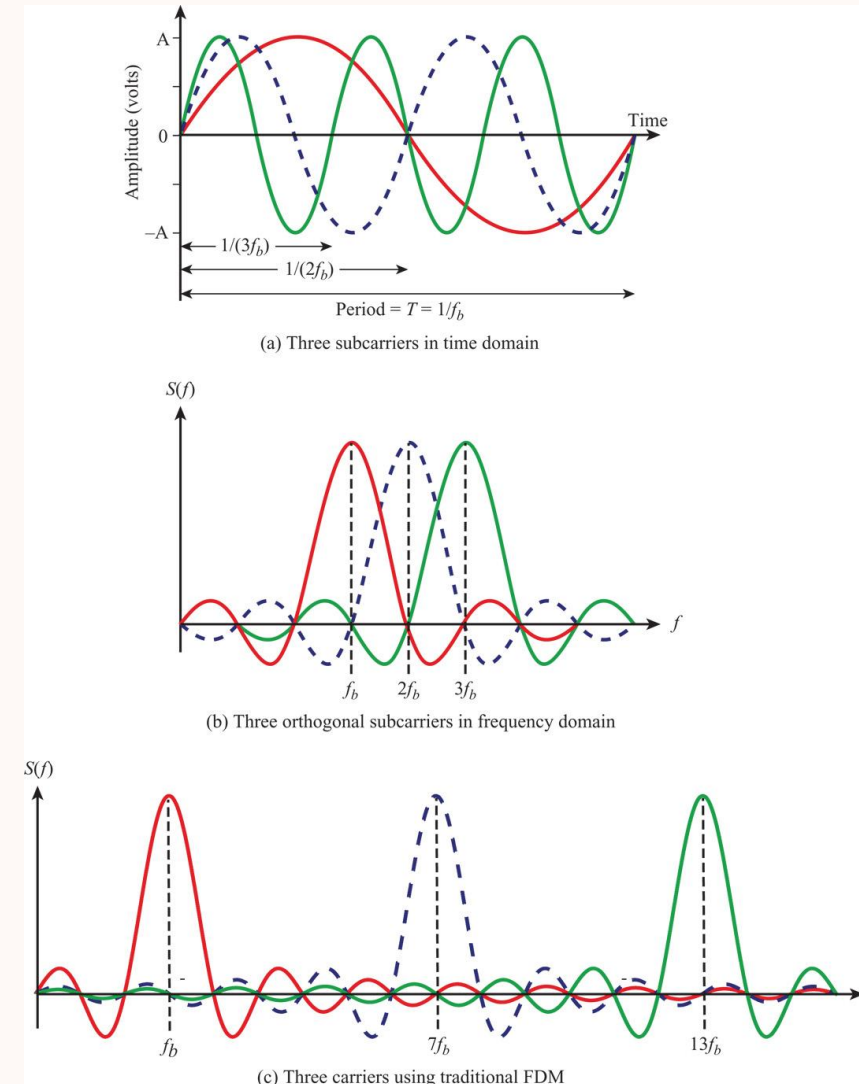 A
Amplitude (volts)
0
Time
–A
1/(3f_b)
1/(2f_b)
Period = T = 1/f_b
(a) Three subcarriers in time domain
S(f)
f
f_b 2f_b 3f_b
(b) Three orthogonal subcarriers in frequency domain
S(f)
f_b 7f_b 13f_b
(c) Three carriers using traditional FDM